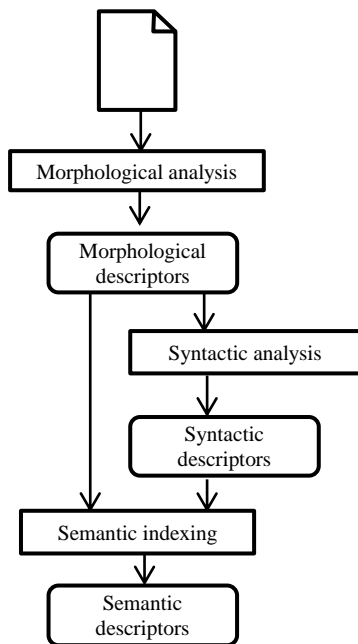 Morphological analysis
Morphological
descriptors
Syntactic analysis
Syntactic
descriptors
Semantic indexing
Semantic
descriptors